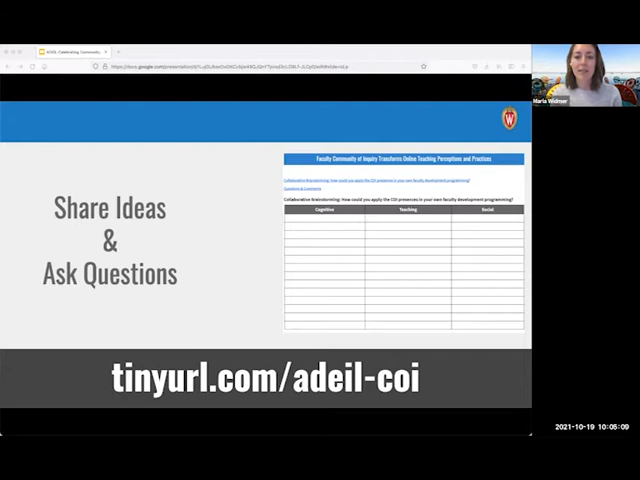 ADEIL-Celebrating Community
Maria Widmer
W
Share Ideas
&
Ask Questions
Faculty Community of Inquiry Transforms Online Teaching Perceptions and Practices
Collaborative Brainstorming: How could you apply the COI presences in your own faculty development programming?
Questions & Comments
Collaborative Brainstorming: How could you apply the COI presences in your own faculty development programming?
Cognitive Teaching Social
tinyurl.com/adeil-coi
2021-10-19 10:05:09